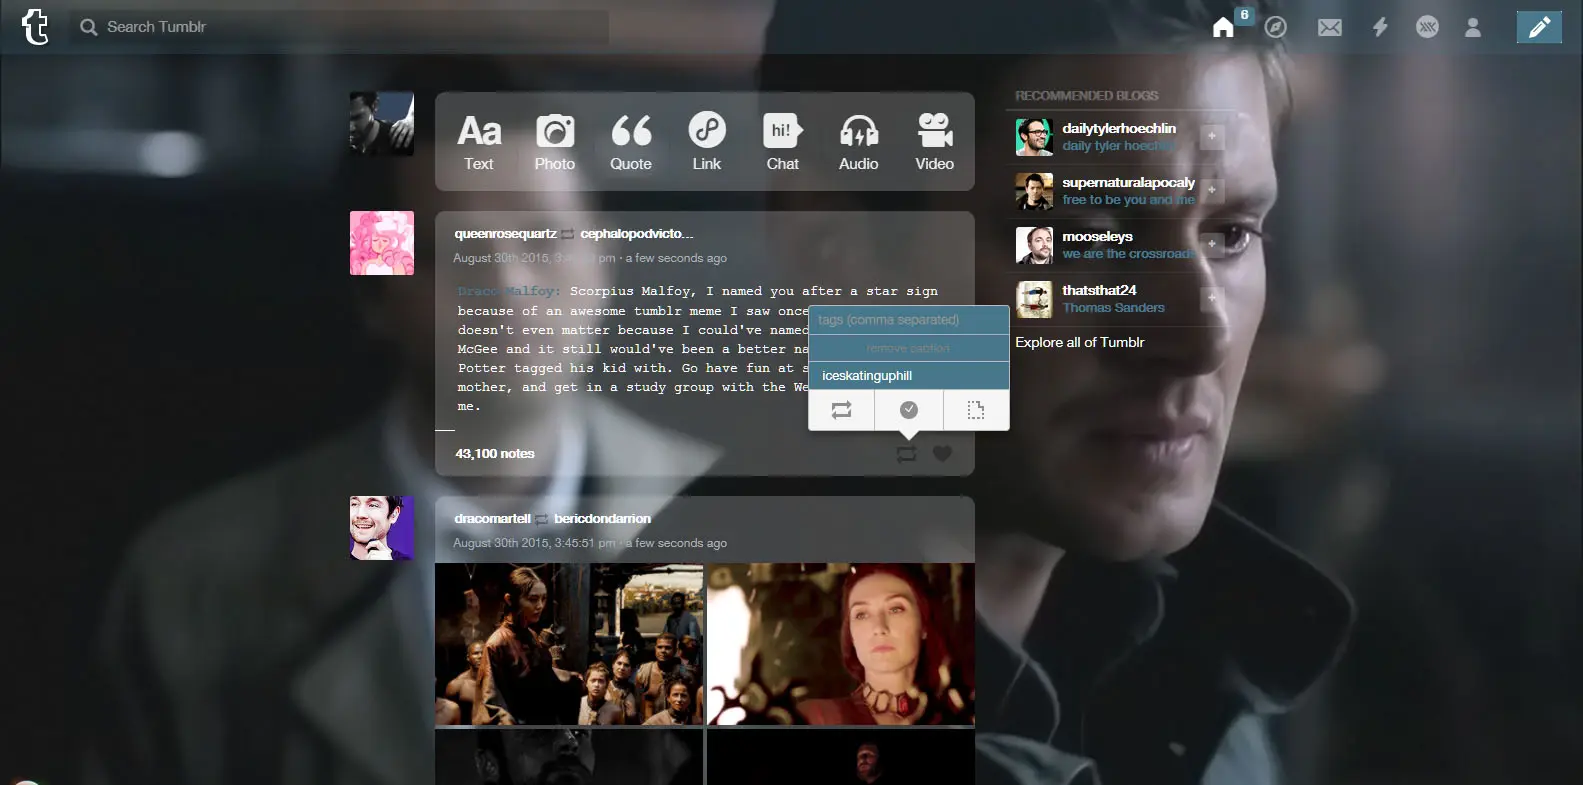 t Search Tumblr 6
Aa hi!
Text Photo Quote Link Chat Audio Video
RECOMMENDED BLOGS
dailytylerhoechlin
daily tyler hoechlin
supernaturalapocaly
free to be you and me
mooseleys
we are the crossroads
thatsthat24
Thomas Sanders
Explore all of Tumblr
queenrosequartz cephalopodvicto...
August 30th 2015, pm · a few seconds ago
Draco Malfoy: Scorpius Malfoy, I named you after a star sign
because of an awesome tumblr meme I saw once
doesn't even matter because I could've named
McGee and it still would've been a better na
Potter tagged his kid with. Go have fun at s
mother, and get in a study group with the We
me.
tags (comma separated)
remove caption
iceskatinguphill
43,100 notes
dracomartell bericdondarrion
August 30th 2015, 3:45:51 pm · a few seconds ago